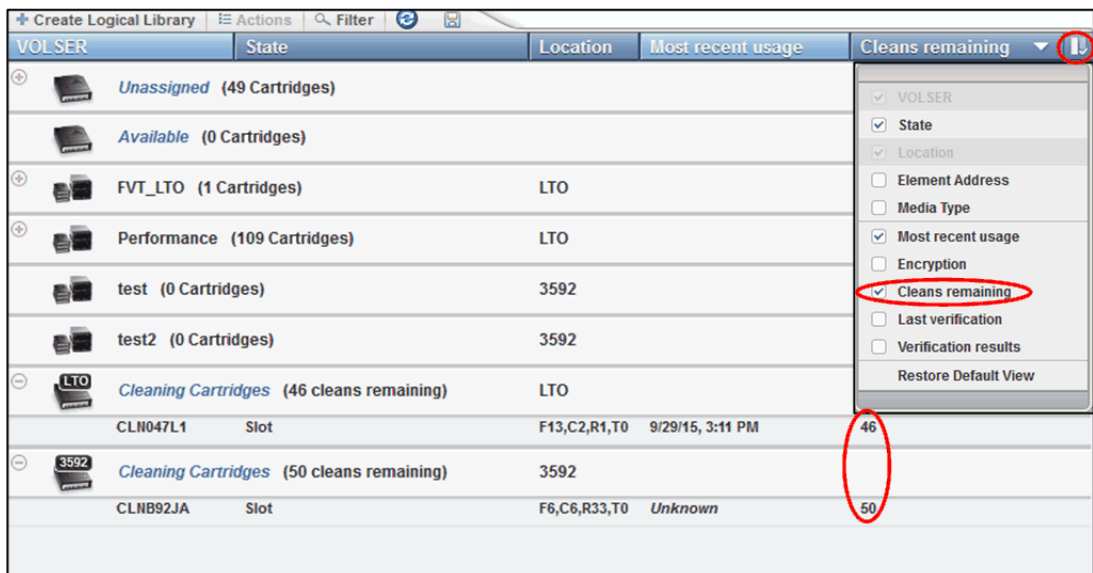 Create Logical Library Actions Filter
VOLSER State Location Most recent usage Cleans remaining
Unassigned (49 Cartridges)
Available (0 Cartridges)
FVT_LTO (1 Cartridges) LTO
Performance (109 Cartridges) LTO
test (0 Cartridges) 3592
test2 (0 Cartridges) 3592
LTO Cleaning Cartridges (46 cleans remaining) LTO
CLN047L1 Slot F13,C2,R1,T0 9/29/15, 3:11 PM 46
3592 Cleaning Cartridges (50 cleans remaining) 3592
CLNB92JA Slot F6,C6,R33,T0 Unknown 50
VOLSER
State
Location
Element Address
Media Type
Most recent usage
Encryption
Cleans remaining
Last verification
Verification results
Restore Default View